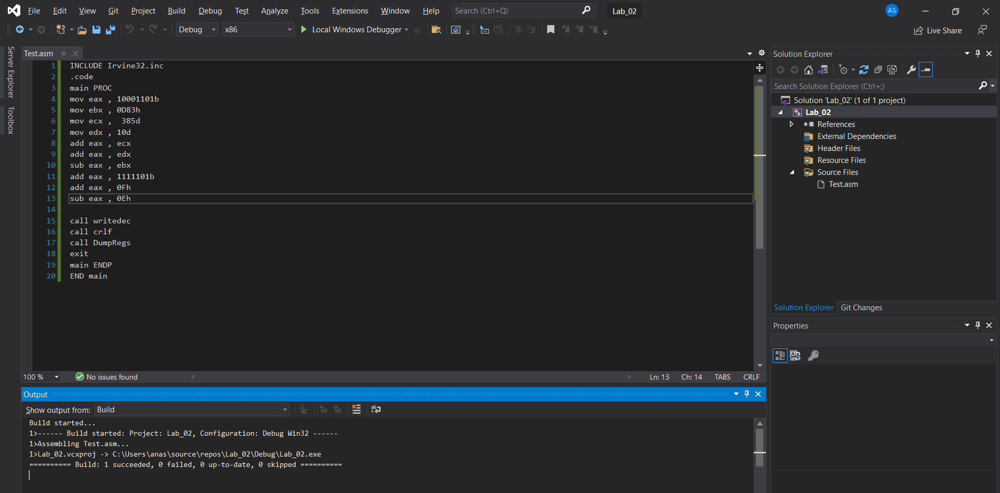 File Edit View Git Project Build Debug Test Analyze Tools Extensions Window Help Search (Ctrl+Q) Lab_02 AS
Debug x86 Local Windows Debugger Live Share
Server Explorer
Toolbox
Test.asm
1 INCLUDE Irvine32.inc
2 .code
3 main PROC
4 mov eax , 10001101b
5 mov ebx , 0D83h
6 mov ecx ,  385d
7 mov edx , 10d
8 add eax , ecx
9 add eax , edx
10 sub eax , ebx
11 add eax , 1111101b
12 add eax , 0Fh
13 sub eax , 0Eh
14
15 call writedec
16 call crlf
17 call DumpRegs
18 exit
19 main ENDP
20 END main
100 % No issues found Ln: 13 Ch: 14 TABS CRLF
Output
Show output from: Build
Build started...
1>------ Build started: Project: Lab_02, Configuration: Debug Win32 ------
1>Assembling Test.asm...
1>Lab_02.vcxproj -> C:\Users\anas\source\repos\Lab_02\Debug\Lab_02.exe
========== Build: 1 succeeded, 0 failed, 0 up-to-date, 0 skipped ==========
Solution Explorer
Search Solution Explorer (Ctrl+;)
Solution 'Lab_02' (1 of 1 project)
Lab_02
References
External Dependencies
Header Files
Resource Files
Source Files
Test.asm
Solution Explorer Git Changes
Properties